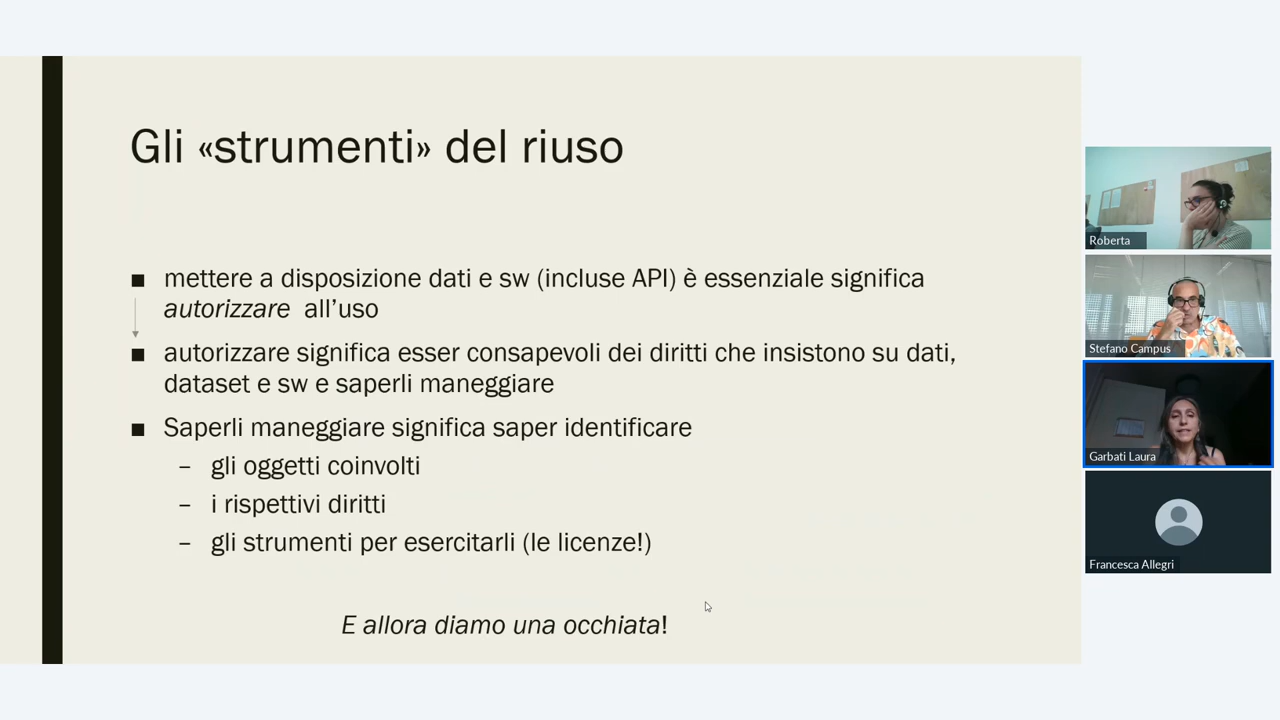 Gli «strumenti» del riuso
■ mettere a disposizione dati e sw (incluse API) è essenziale significa
autorizzare all’uso
■ autorizzare significa esser consapevoli dei diritti che insistono su dati,
dataset e sw e saperli maneggiare
■ Saperli maneggiare significa saper identificare
– gli oggetti coinvolti
– i rispettivi diritti
– gli strumenti per esercitarli (le licenze!)
E allora diamo una occhiata!
Roberta
Stefano Campus
Garbati Laura
Francesca Allegri